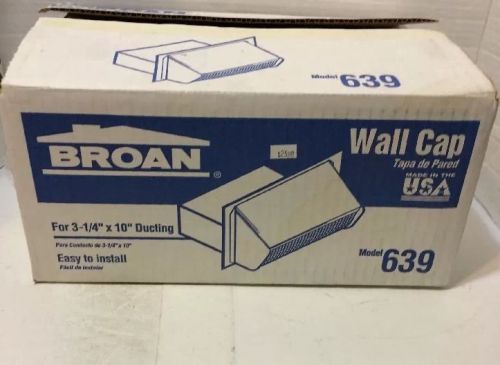 Model 639
BROAN®
Wall Cap
Tapa de Pared
MADE IN THE
USA
For 3-1/4" x 10" Ducting
Para Conducto de 3-1/4" x 10"
Easy to install
Fácil de instalar
Model 639